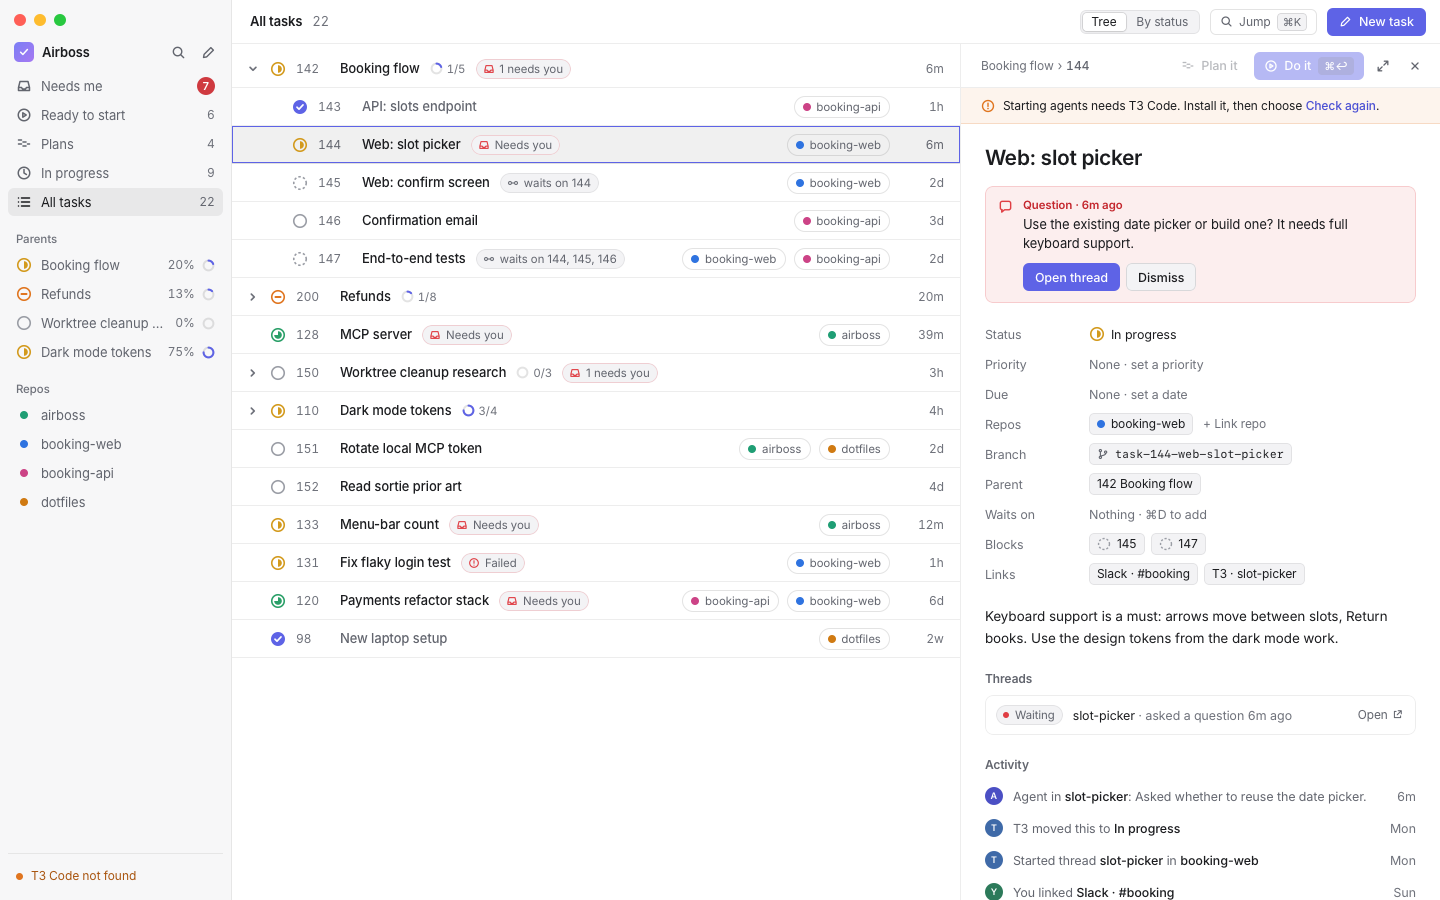 Airboss
Needs me 7
Ready to start 6
Plans 4
In progress 9
All tasks 22
Parents
Booking flow 20%
Refunds 13%
Worktree cleanup ... 0%
Dark mode tokens 75%
Repos
airboss
booking-web
booking-api
dotfiles
T3 Code not found
All tasks 22
Tree By status
Jump ⌘K
New task
142 Booking flow 1/5 1 needs you 6m
143 API: slots endpoint booking-api 1h
144 Web: slot picker Needs you booking-web 6m
145 Web: confirm screen waits on 144 booking-web 2d
146 Confirmation email booking-api 3d
147 End-to-end tests waits on 144, 145, 146 booking-web booking-api 2d
200 Refunds 1/8 20m
128 MCP server Needs you airboss 39m
150 Worktree cleanup research 0/3 1 needs you 3h
110 Dark mode tokens 3/4 4h
151 Rotate local MCP token airboss dotfiles 2d
152 Read sortie prior art 4d
133 Menu-bar count Needs you airboss 12m
131 Fix flaky login test Failed booking-web 1h
120 Payments refactor stack Needs you booking-api booking-web 6d
98 New laptop setup dotfiles 2w
Booking flow › 144
Plan it
Do it ⌘↩
Starting agents needs T3 Code. Install it, then choose Check again.
Web: slot picker
Question · 6m ago
Use the existing date picker or build one? It needs full
keyboard support.
Open thread Dismiss
Status In progress
Priority None · set a priority
Due None · set a date
Repos booking-web + Link repo
Branch task-144-web-slot-picker
Parent 142 Booking flow
Waits on Nothing · ⌘D to add
Blocks 145 147
Links Slack · #booking T3 · slot-picker
Keyboard support is a must: arrows move between slots, Return
books. Use the design tokens from the dark mode work.
Threads
Waiting slot-picker · asked a question 6m ago Open
Activity
A Agent in slot-picker: Asked whether to reuse the date picker. 6m
T T3 moved this to In progress Mon
T Started thread slot-picker in booking-web Mon
Y You linked Slack · #booking Sun